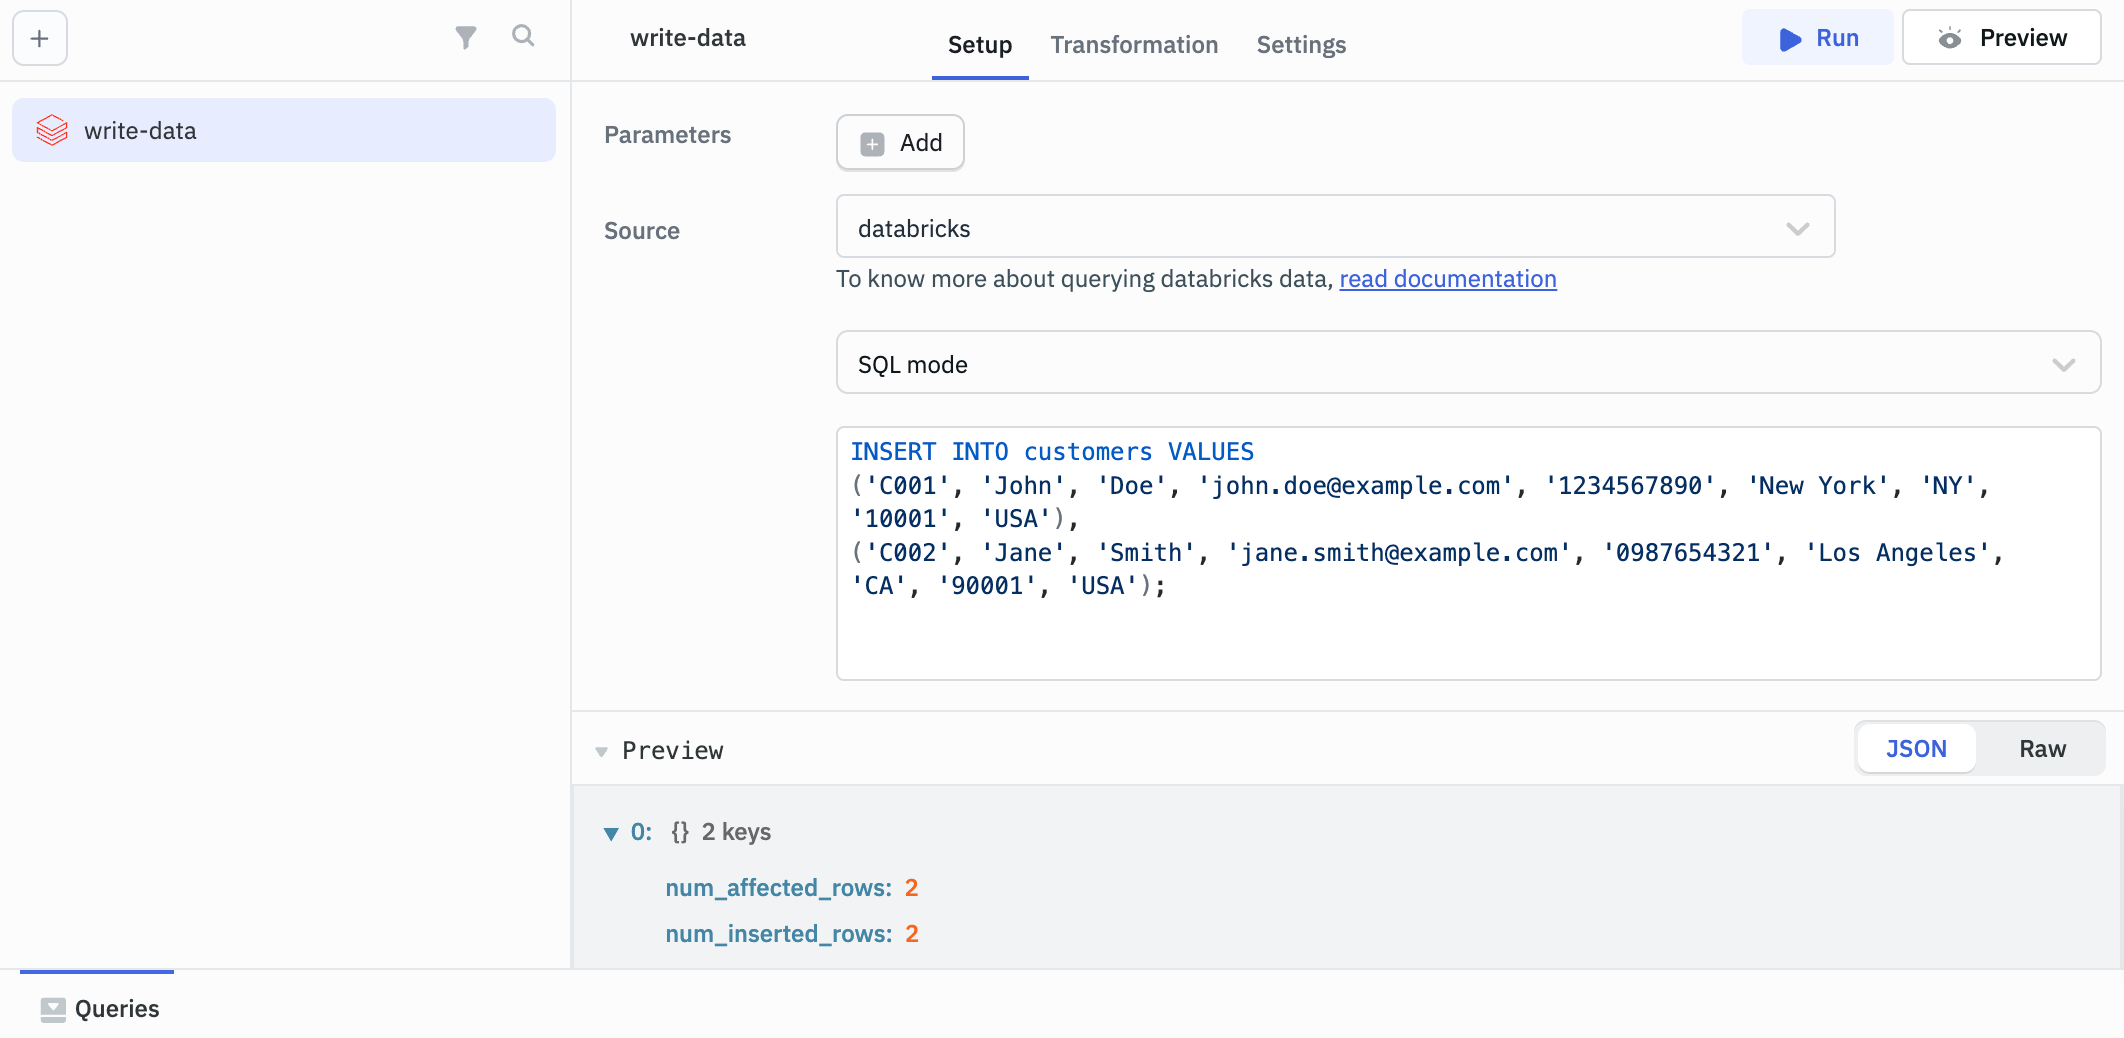 write-data
Setup
Transformation
Settings
Run
Preview
write-data
Parameters
Add
Source
databricks
To know more about querying databricks data, read documentation
SQL mode
INSERT INTO customers VALUES
('C001', 'John', 'Doe', 'john.doe@example.com', '1234567890', 'New York', 'NY',
'10001', 'USA'),
('C002', 'Jane', 'Smith', 'jane.smith@example.com', '0987654321', 'Los Angeles',
'CA', '90001', 'USA');
Preview
JSON
Raw
0: {} 2 keys
num_affected_rows: 2
num_inserted_rows: 2
Queries